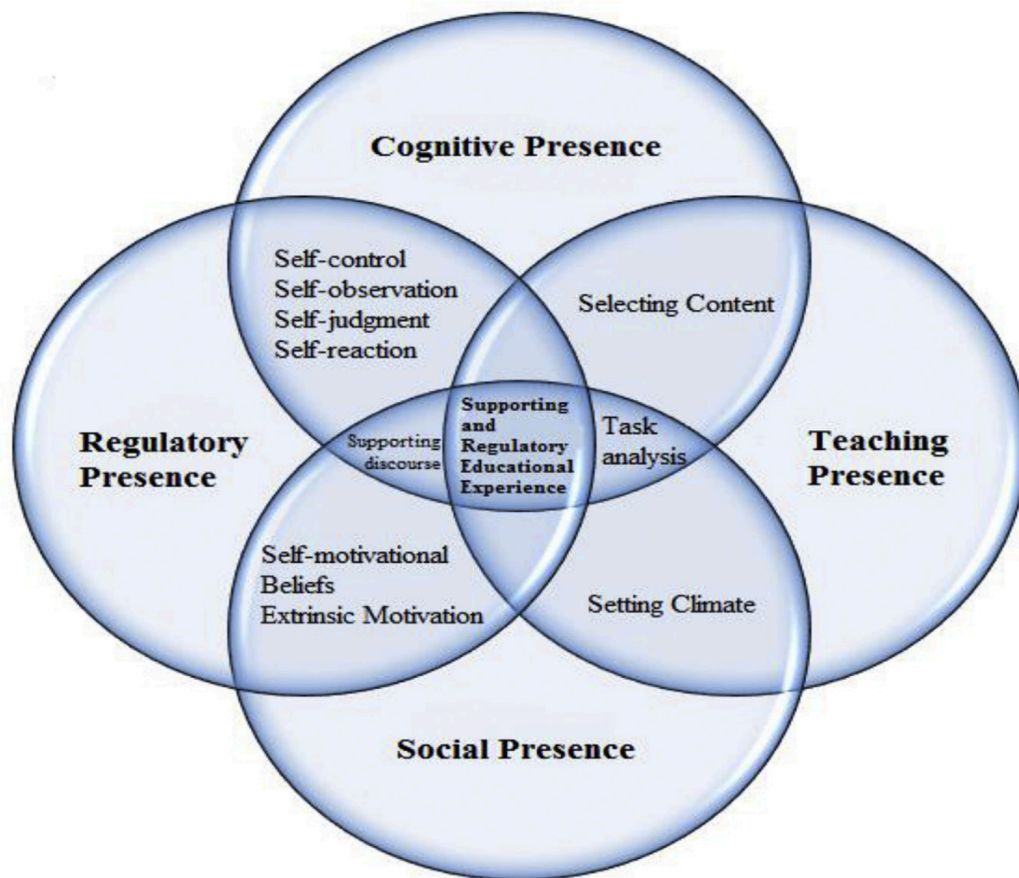 Cognitive Presence
Self-control
Self-observation
Self-judgment
Self-reaction
Selecting Content
Regulatory
Presence
Supporting
discourse
Supporting
and
Regulatory
Educational
Experience
Task
analysis
Teaching
Presence
Self-motivational
Beliefs
Extrinsic Motivation
Setting Climate
Social Presence